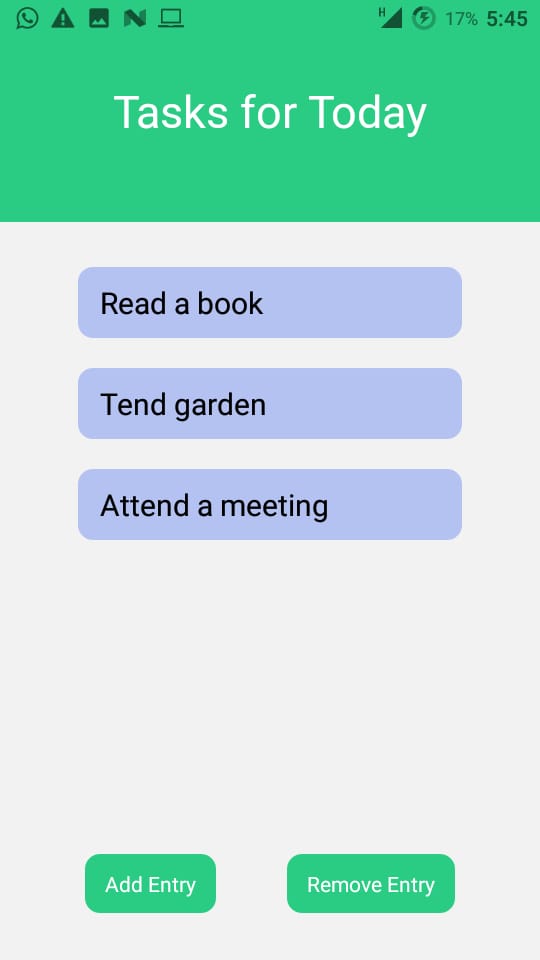 H 17% 5:45
Tasks for Today
Read a book
Tend garden
Attend a meeting
Add Entry Remove Entry